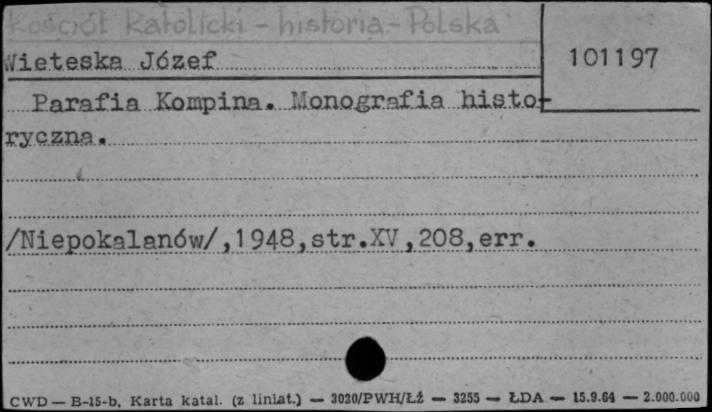 Kościół katolicki - historia - Polska
Wieteska Józef
101197
Parafia Kompina. Monografia histo-
ryczna.
/Niepokalanów/,1948,str.XV,208,err.
CWD — B-15-b, Karta katal. (z liniat.) — 3020/PWH/Łź — 3255 — ŁDA — 15.9.64 — 2.000.000